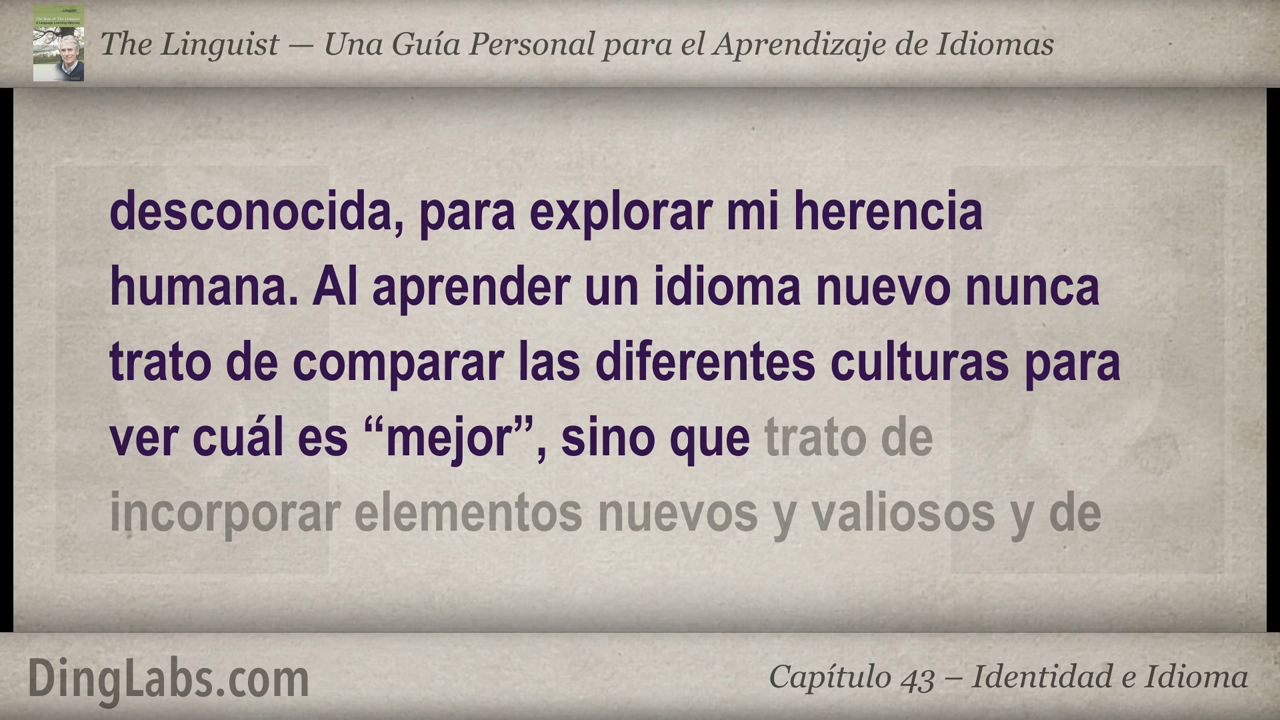 The Linguist — Una Guía Personal para el Aprendizaje de Idiomas
desconocida, para explorar mi herencia
humana. Al aprender un idioma nuevo nunca
trato de comparar las diferentes culturas para
ver cuál es “mejor”, sino que trato de
incorporar elementos nuevos y valiosos y de
DingLabs.com
Capítulo 43 – Identidad e Idioma